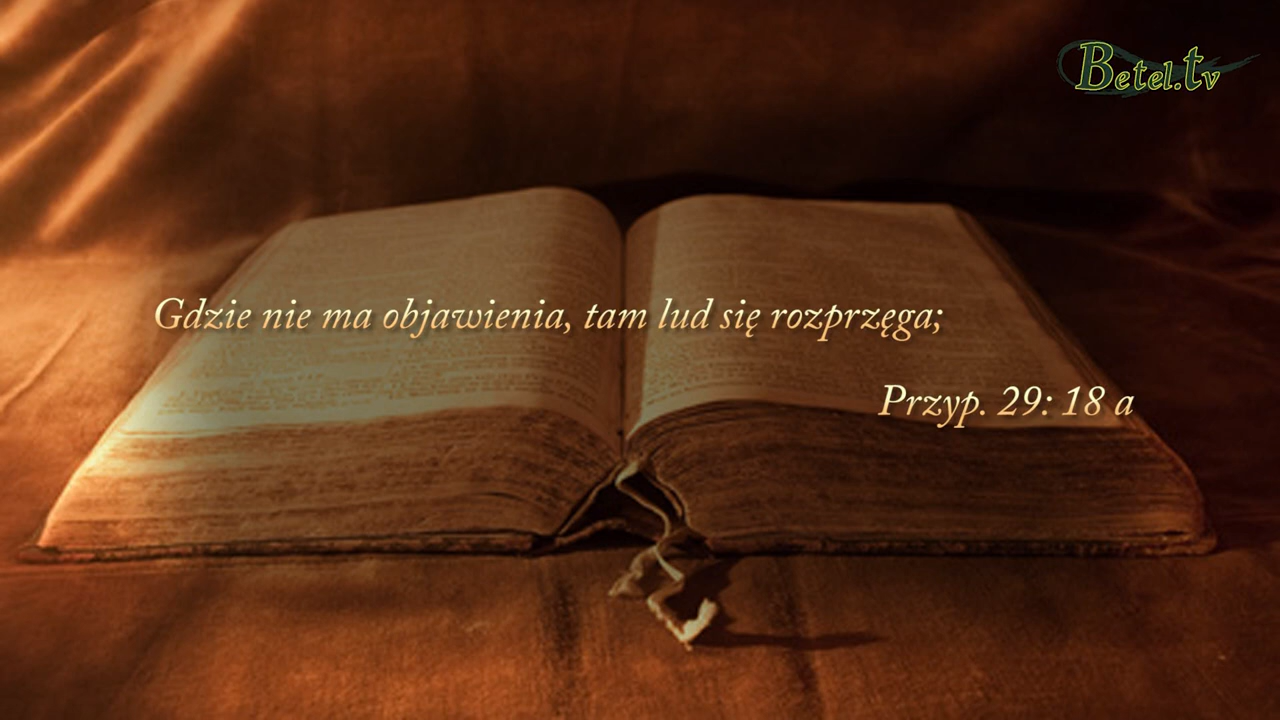 Betel.tv
Gdzie nie ma objawienia, tam lud się rozprzęga;
Przyp. 29: 18 a